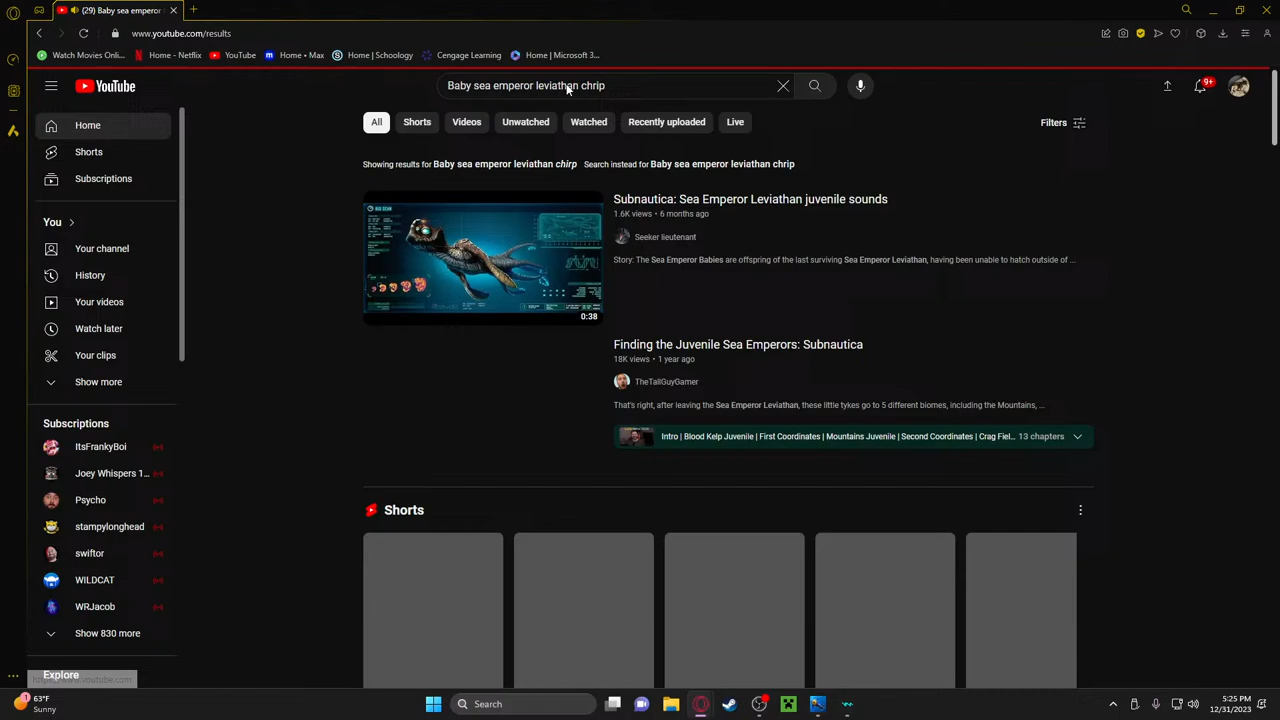 (29) Baby sea emperor
www.youtube.com/results
Watch Movies Onli...
Home - Netflix
YouTube
Home • Max
Home | Schoology
Cengage Learning
Home | Microsoft 3...
YouTube
Baby sea emperor leviathan chrip
9+
All
Shorts
Videos
Unwatched
Watched
Recently uploaded
Live
Filters
Home
Shorts
Subscriptions
You
Your channel
History
Your videos
Watch later
Your clips
Show more
Subscriptions
ItsFrankyBoi
Joey Whispers 1...
Psycho
stampylonghead
swiftor
WILDCAT
WRJacob
Show 830 more
Explore
https://www.youtube.com
Showing results for Baby sea emperor leviathan chirp Search instead for Baby sea emperor leviathan chrip
0:38
Subnautica: Sea Emperor Leviathan juvenile sounds
1.6K views • 6 months ago
Seeker lieutenant
Story: The Sea Emperor Babies are offspring of the last surviving Sea Emperor Leviathan, having been unable to hatch outside of ...
Finding the Juvenile Sea Emperors: Subnautica
18K views • 1 year ago
TheTallGuyGamer
That's right, after leaving the Sea Emperor Leviathan, these little tykes go to 5 different biomes, including the Mountains, ...
Intro | Blood Kelp Juvenile | First Coordinates | Mountains Juvenile | Second Coordinates | Crag Fiel... 13 chapters
Shorts
1
63°F
Sunny
Search
5:25 PM
12/31/2023